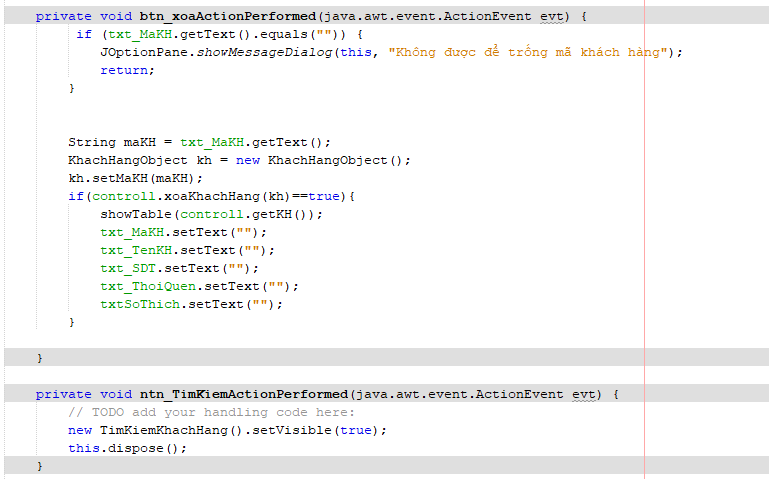 private void btn_xoaActionPerformed(java.awt.event.ActionEvent evt) {
if (txt_MaKH.getText().equals("")) {
JOptionPane.showMessageDialog(this, "Không được để trống mã khách hàng");
return;
}
String maKH = txt_MaKH.getText();
KhachHangObject kh = new KhachHangObject();
kh.setMaKH(maKH);
if(controll.xoaKhachHang(kh)==true){
showTable(controll.getKH());
txt_MaKH.setText("");
txt_TenKH.setText("");
txt_SDT.setText("");
txt_ThoiQuen.setText("");
txtSoThich.setText("");
}
}
private void ntn_TimKiemActionPerformed(java.awt.event.ActionEvent evt) {
// TODO add your handling code here:
new TimKiemKhachHang().setVisible(true);
this.dispose();
}